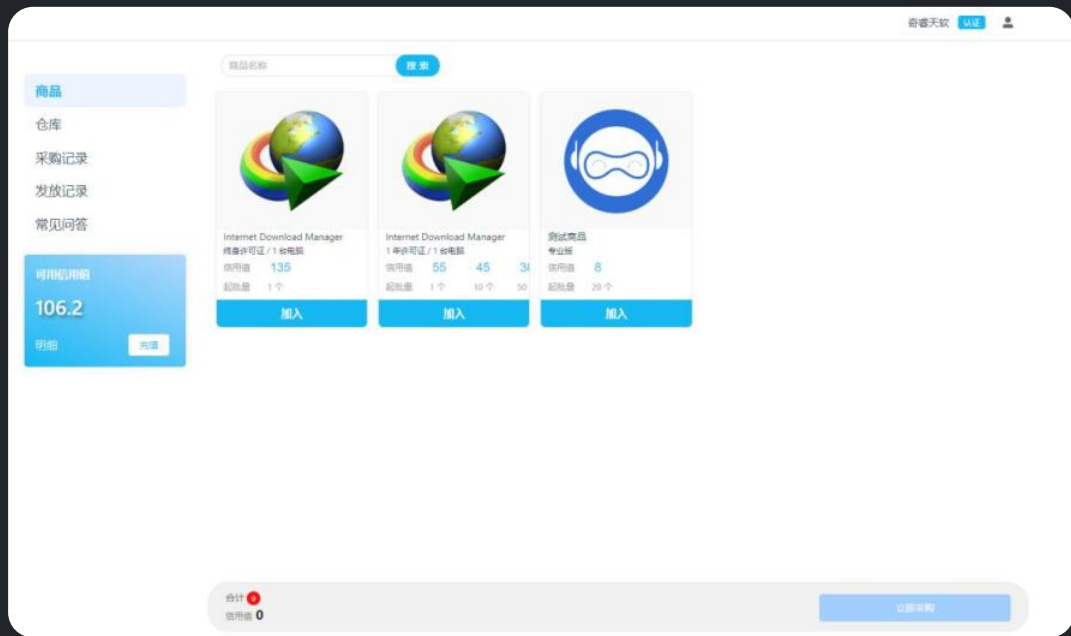 奇睿天软 认证
商品名称 搜索
商品
仓库
采购记录
发放记录
常见问答
可用信用值
106.2
明细 充值
Internet Download Manager
终身许可证 / 1 台电脑
信用值 135
起批量 1 个
加入
Internet Download Manager
1 年许可证 / 1 台电脑
信用值 55 45
起批量 1 个 10 个 50
加入
测试商品
专业版
信用值 8
起批量 20 个
加入
合计 0
信用值 0
立即采购